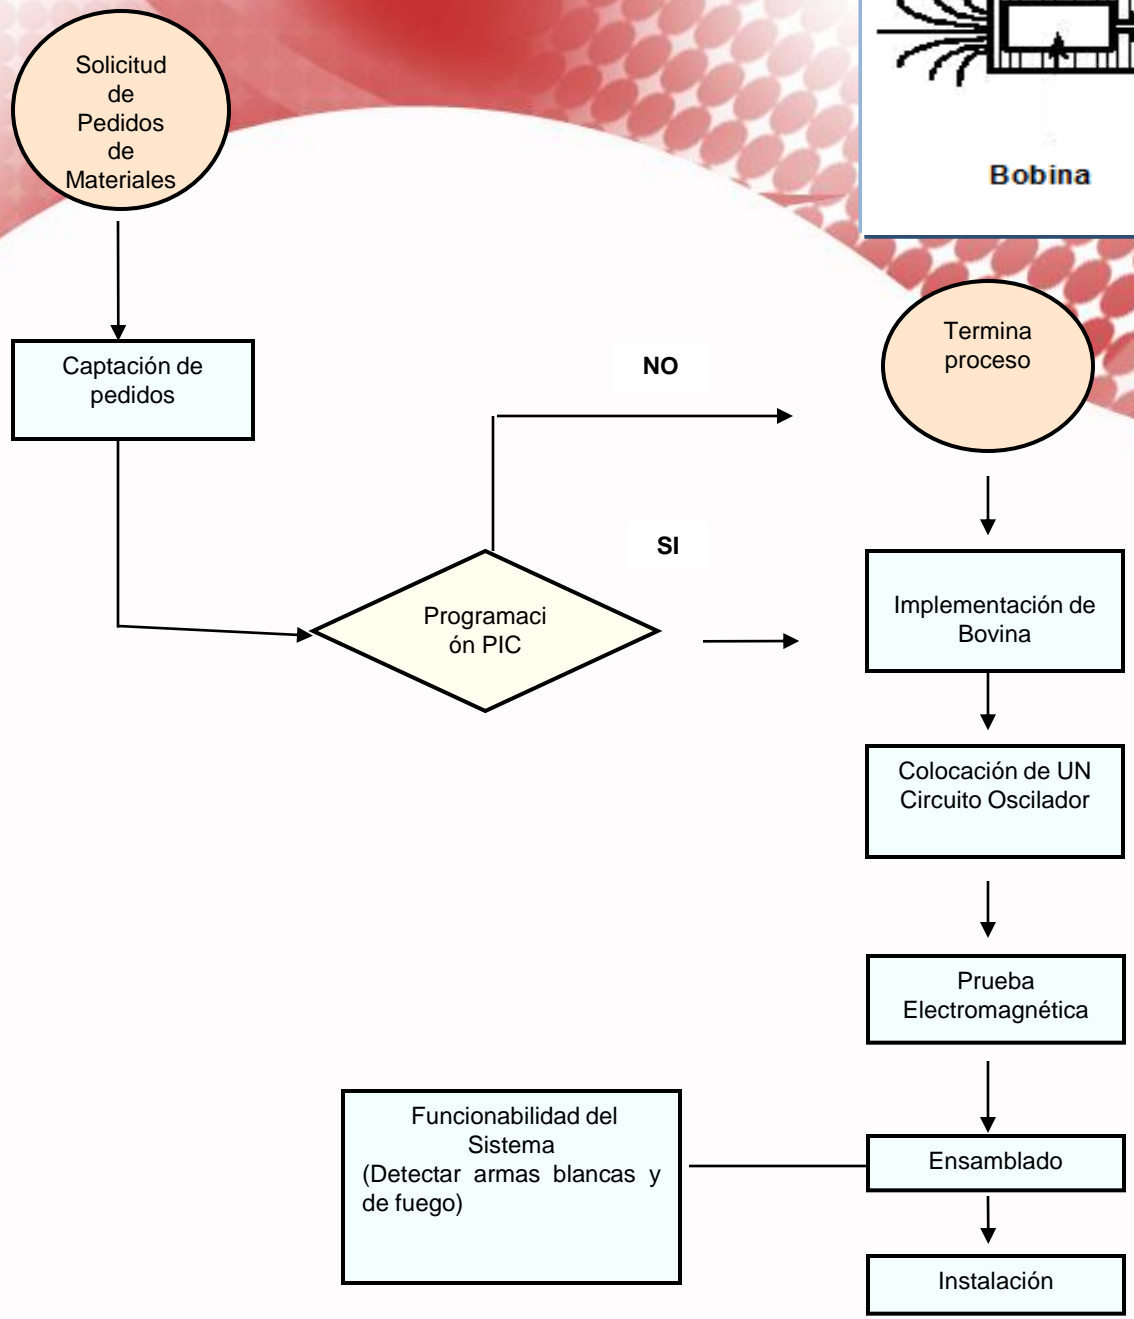 Solicitud
de
Pedidos
de
Materiales
Bobina
Captación de
pedidos
NO
Termina
proceso
SI
Programaci
ón PIC
Implementación de
Bovina
Colocación de UN
Circuito Oscilador
Prueba
Electromagnética
Funcionabilidad del
Sistema
(Detectar armas blancas y
de fuego)
Ensamblado
Instalación